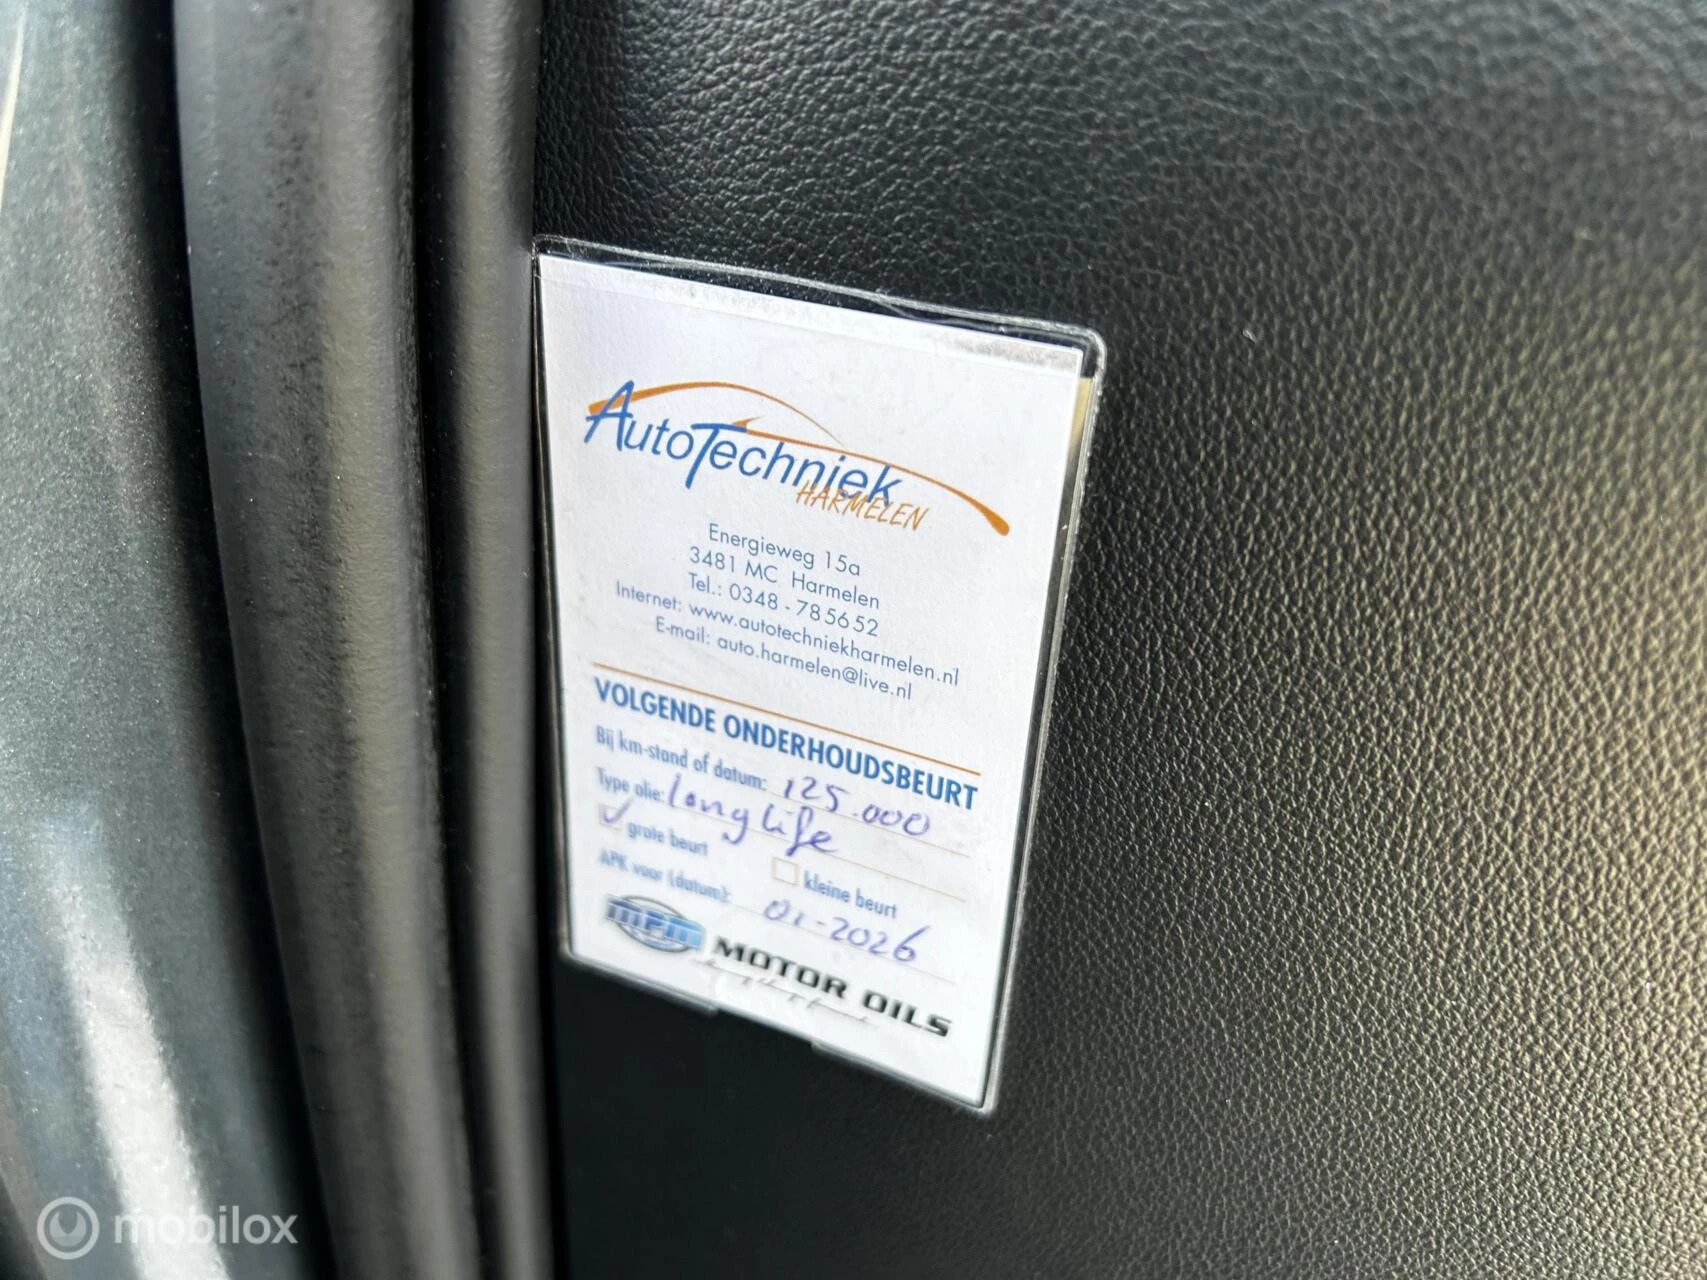 AutoTechniek
HARMELEN
Energieweg 15a
3481 MC Harmelen
Tel.: 0348 - 785652
Internet: www.autotechniekharmelen.nl
E-mail: auto.harmelen@live.nl
VOLGENDE ONDERHOUDSBEURT
Bij km-stand of datum: 125.000
Type olie: longlife
grote beurt
kleine beurt
APK voor (datum): 01-2026
mpm MOTOR OILS
mobilox